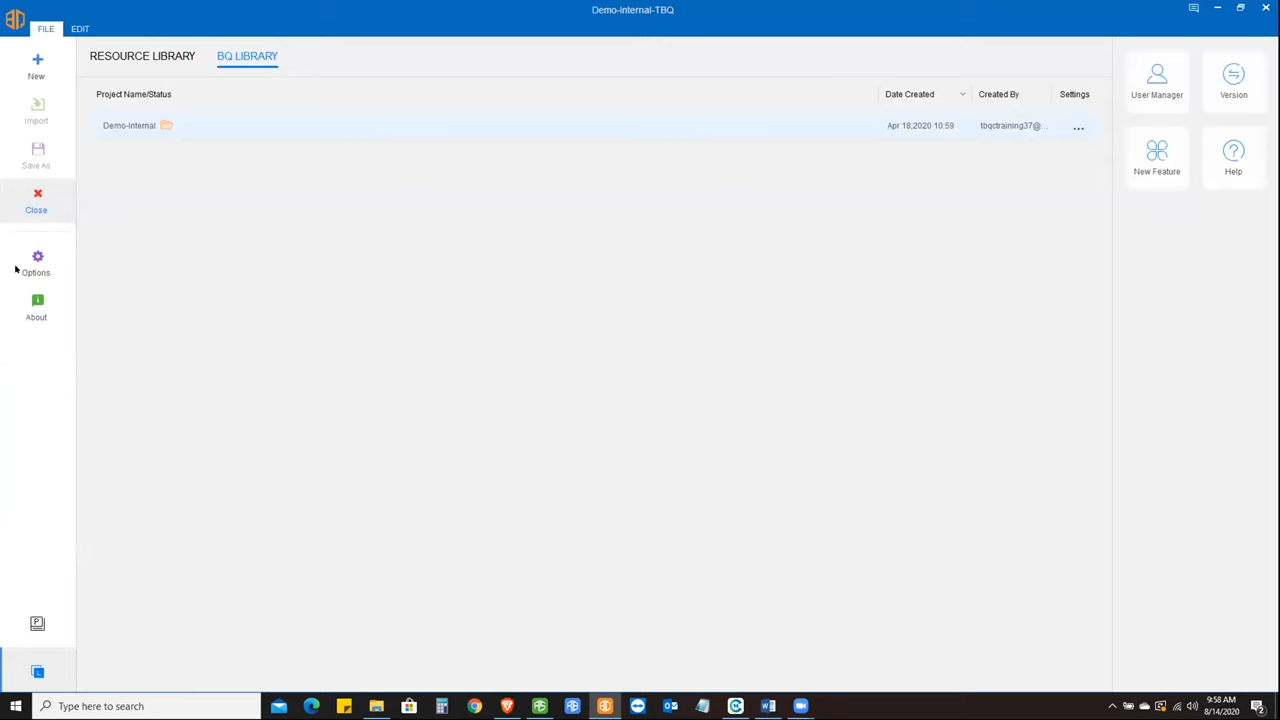 Demo-Internal-TBQ
FILE EDIT
New
Import
Save As
Close
Options
About
RESOURCE LIBRARY BQ LIBRARY
Project Name/Status Date Created Created By Settings
Demo-Internal Apr 18,2020 10:59 tbqctraining37@... ...
User Manager Version
New Feature Help
Type here to search
9:58 AM
8/14/2020